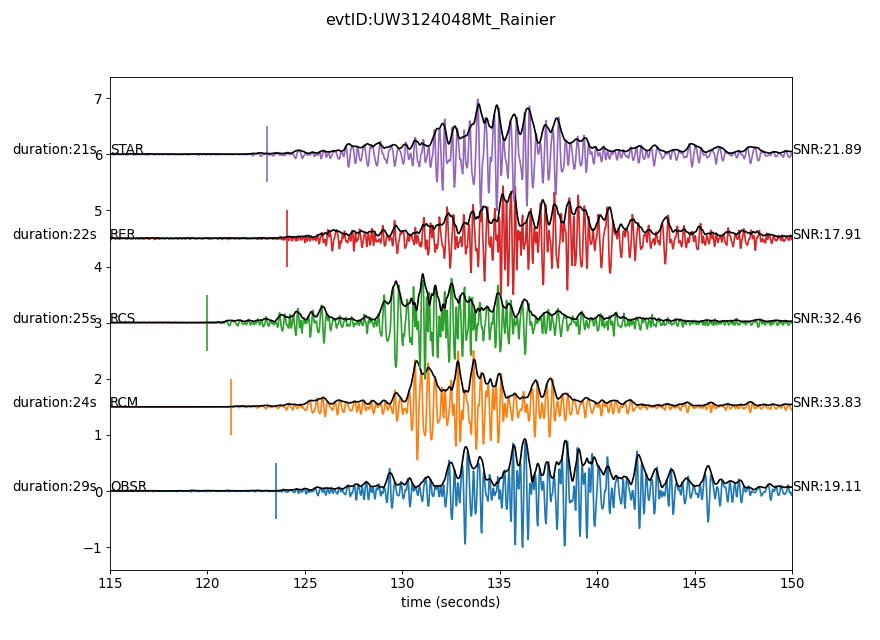 evtID:UW3124048Mt_Rainier
7
duration:21s 6 STAR SNR:21.89
5
duration:22s RER SNR:17.91
4
duration:25s 3 RCS SNR:32.46
2
duration:24s RCM SNR:33.83
1
duration:29s 0 OBSR SNR:19.11
−1
115 120 125 130 135 140 145 150
time (seconds)